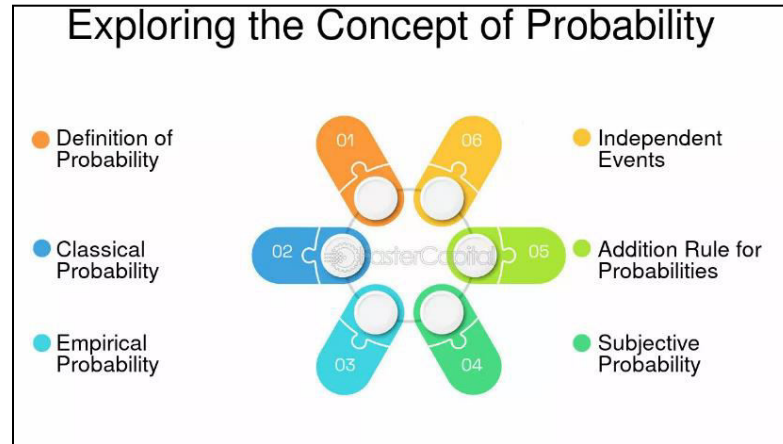 Exploring the Concept of Probability
01
06
Definition of
Probability
Independent
Events
02
FasterCapital
05
Classical
Probability
Addition Rule for
Probabilities
Empirical
Probability
03
04
Subjective
Probability